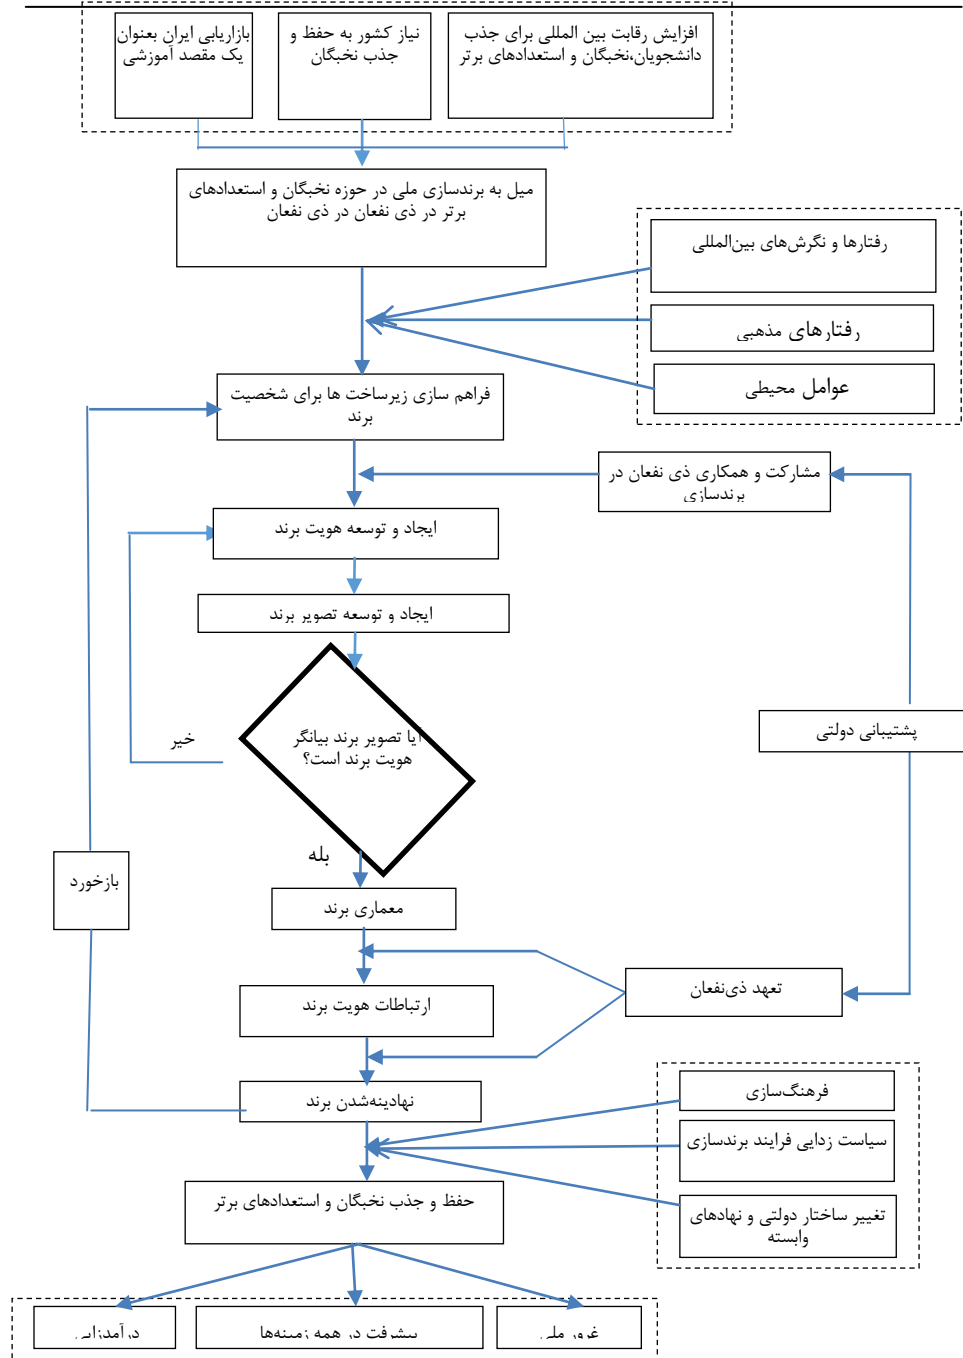 افزایش رقابت بین المللی برای جذب
دانشجویان،نخبگان و استعدادهای برتر
نیاز کشور به حفظ و
جذب نخبگان
بازاریابی ایران بعنوان
یک مقصد آموزشی
میل به برندسازی ملی در حوزه نخبگان و استعدادهای
برتر در ذی نفعان در ذی نفعان
رفتارها و نگرش‌های بین‌المللی
رفتارهای مذهبی
عوامل محیطی
فراهم سازی زیرساخت ها برای شخصیت
برند
مشارکت و همکاری ذی نفعان در
برندسازی
ایجاد و توسعه هویت برند
ایجاد و توسعه تصویر برند
آیا تصویر برند بیانگر
هویت برند است؟
خیر
پشتیبانی دولتی
بله
بازخورد
معماری برند
تعهد ذی‌نفعان
ارتباطات هویت برند
نهادینه‌شدن برند
فرهنگ‌سازی
سیاست زدایی فرایند برندسازی
تغییر ساختار دولتی و نهادهای
وابسته
حفظ و جذب نخبگان و استعدادهای برتر
غرور ملی
پیشرفت در همه زمینه‌ها
درآمدزایی